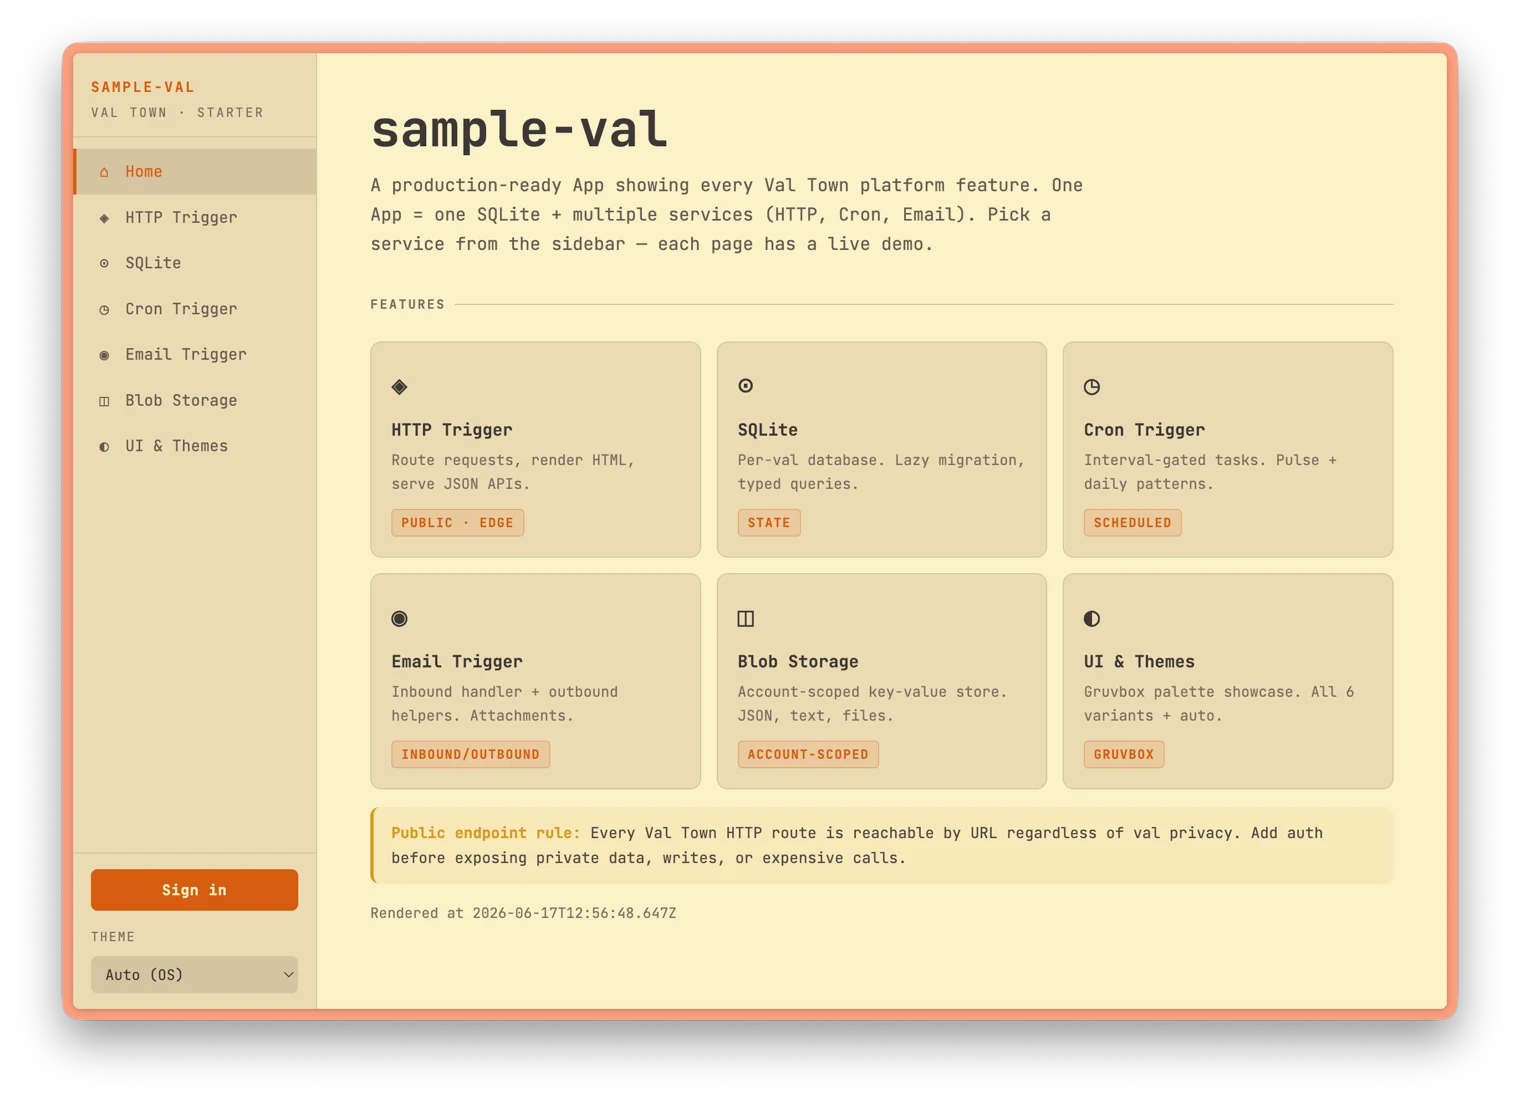 SAMPLE-VAL
VAL TOWN · STARTER
Home
HTTP Trigger
SQLite
Cron Trigger
Email Trigger
Blob Storage
UI & Themes
Sign in
THEME
Auto (OS)
sample-val
A production-ready App showing every Val Town platform feature. One
App = one SQLite + multiple services (HTTP, Cron, Email). Pick a
service from the sidebar — each page has a live demo.
FEATURES
HTTP Trigger
Route requests, render HTML,
serve JSON APIs.
PUBLIC · EDGE
SQLite
Per-val database. Lazy migration,
typed queries.
STATE
Cron Trigger
Interval-gated tasks. Pulse +
daily patterns.
SCHEDULED
Email Trigger
Inbound handler + outbound
helpers. Attachments.
INBOUND/OUTBOUND
Blob Storage
Account-scoped key-value store.
JSON, text, files.
ACCOUNT-SCOPED
UI & Themes
Gruvbox palette showcase. All 6
variants + auto.
GRUVBOX
Public endpoint rule: Every Val Town HTTP route is reachable by URL regardless of val privacy. Add auth
before exposing private data, writes, or expensive calls.
Rendered at 2026-06-17T12:56:48.647Z